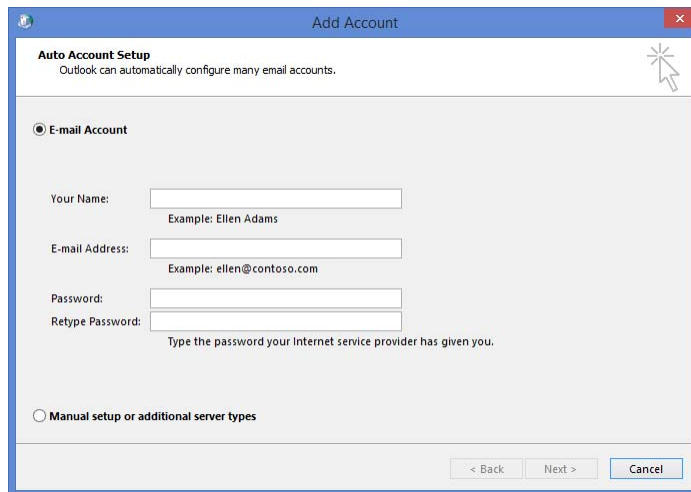 Add Account
Auto Account Setup
Outlook can automatically configure many email accounts.
E-mail Account
Your Name:
Example: Ellen Adams
E-mail Address:
Example: ellen@contoso.com
Password:
Retype Password:
Type the password your Internet service provider has given you.
Manual setup or additional server types
< Back Next > Cancel